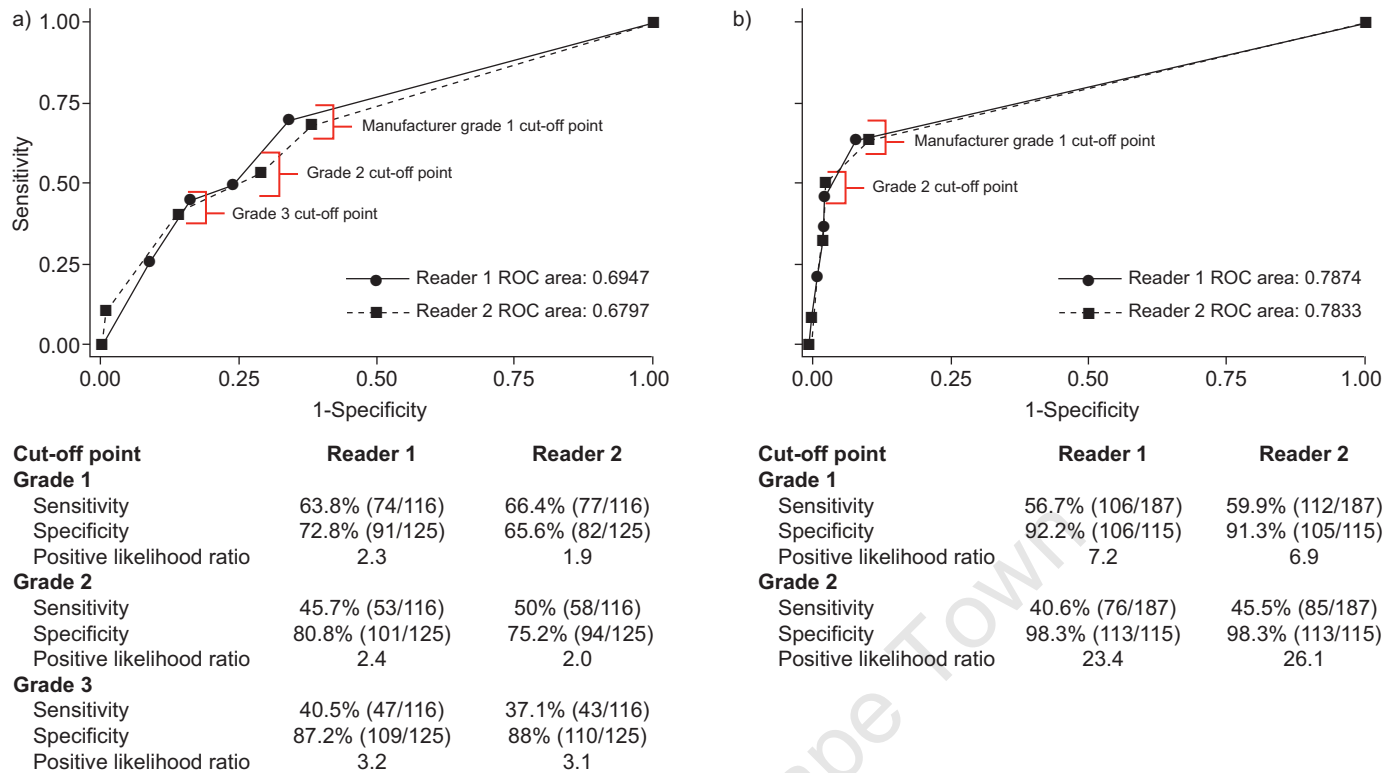 a)
1.00
0.75
0.50
0.25
0.00
Sensitivity
Manufacturer grade 1 cut-off point
Grade 2 cut-off point
Grade 3 cut-off point
Reader 1 ROC area: 0.6947
Reader 2 ROC area: 0.6797
0.00 0.25 0.50 0.75 1.00
1-Specificity
b)
Manufacturer grade 1 cut-off point
Grade 2 cut-off point
Reader 1 ROC area: 0.7874
Reader 2 ROC area: 0.7833
0.00 0.25 0.50 0.75 1.00
1-Specificity
Cut-off point Reader 1 Reader 2
Grade 1
Sensitivity 63.8% (74/116) 66.4% (77/116)
Specificity 72.8% (91/125) 65.6% (82/125)
Positive likelihood ratio 2.3 1.9
Grade 2
Sensitivity 45.7% (53/116) 50% (58/116)
Specificity 80.8% (101/125) 75.2% (94/125)
Positive likelihood ratio 2.4 2.0
Grade 3
Sensitivity 40.5% (47/116) 37.1% (43/116)
Specificity 87.2% (109/125) 88% (110/125)
Positive likelihood ratio 3.2 3.1
Cut-off point Reader 1 Reader 2
Grade 1
Sensitivity 56.7% (106/187) 59.9% (112/187)
Specificity 92.2% (106/115) 91.3% (105/115)
Positive likelihood ratio 7.2 6.9
Grade 2
Sensitivity 40.6% (76/187) 45.5% (85/187)
Specificity 98.3% (113/115) 98.3% (113/115)
Positive likelihood ratio 23.4 26.1
pe Town